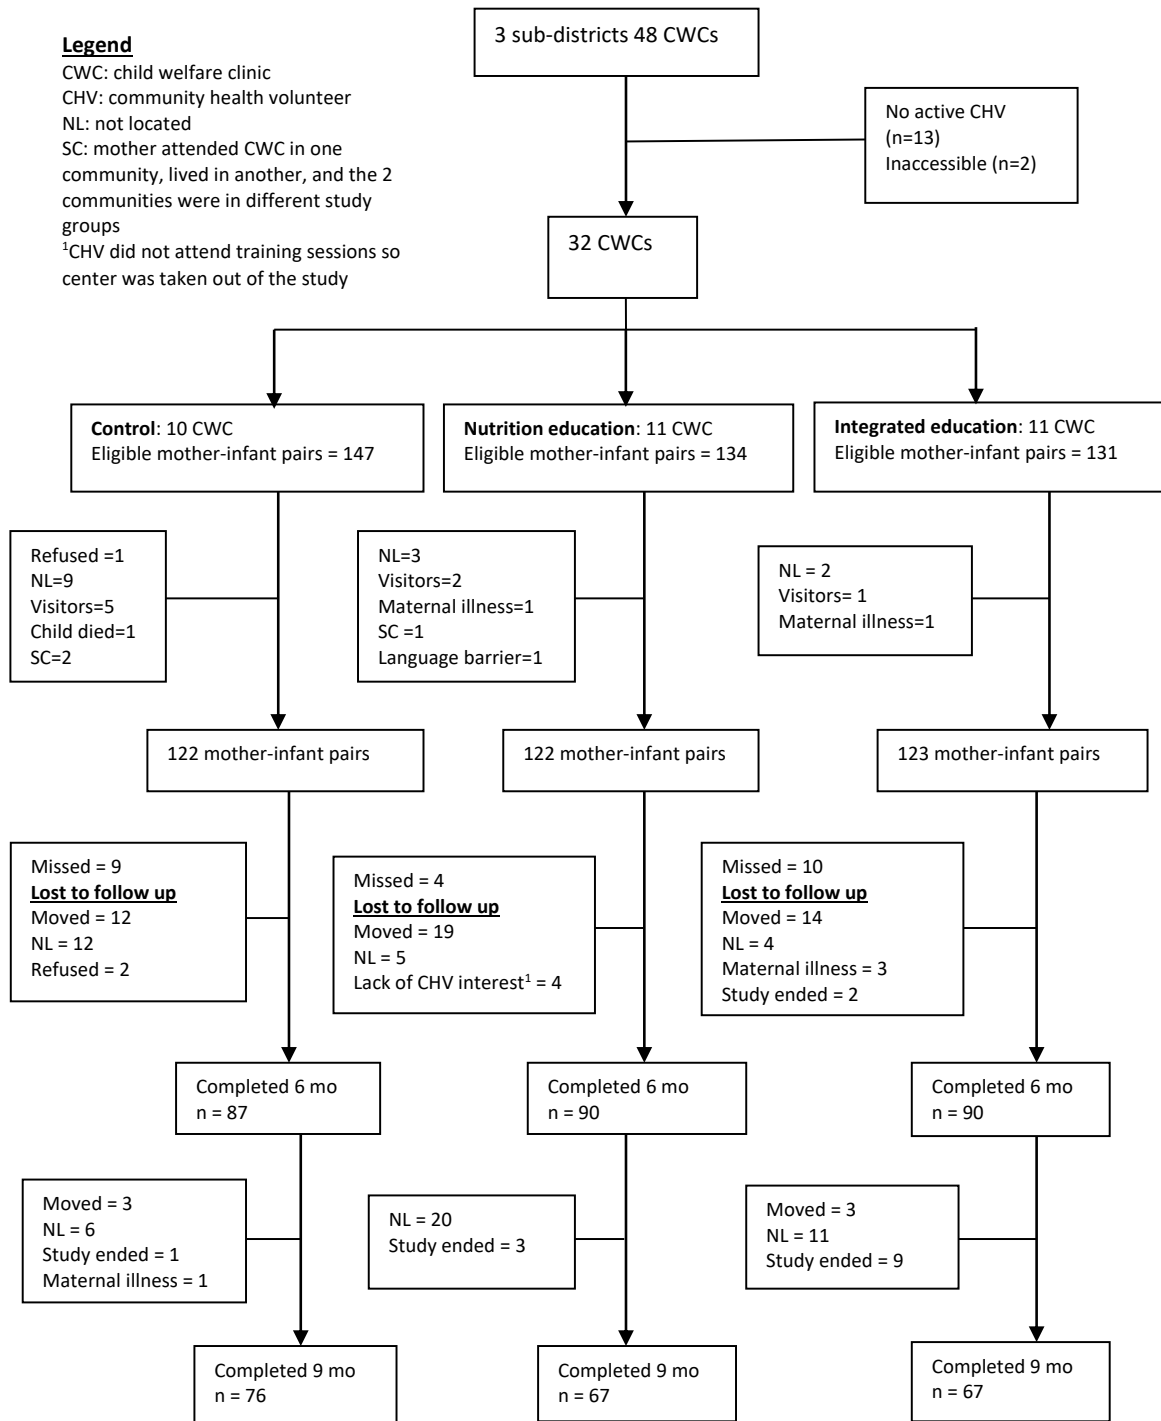 3 sub-districts 48 CWCs
Legend
CWC: child welfare clinic
CHV: community health volunteer
NL: not located
SC: mother attended CWC in one
community, lived in another, and the 2
communities were in different study
groups
¹CHV did not attend training sessions so
center was taken out of the study
No active CHV
(n=13)
Inaccessible (n=2)
32 CWCs
Control: 10 CWC
Eligible mother-infant pairs = 147
Nutrition education: 11 CWC
Eligible mother-infant pairs = 134
Integrated education: 11 CWC
Eligible mother-infant pairs = 131
Refused =1
NL=9
Visitors=5
Child died=1
SC=2
NL=3
Visitors=2
Maternal illness=1
SC =1
Language barrier=1
NL = 2
Visitors= 1
Maternal illness=1
122 mother-infant pairs
122 mother-infant pairs
123 mother-infant pairs
Missed = 9
Lost to follow up
Moved = 12
NL = 12
Refused = 2
Missed = 4
Lost to follow up
Moved = 19
NL = 5
Lack of CHV interest¹ = 4
Missed = 10
Lost to follow up
Moved = 14
NL = 4
Maternal illness = 3
Study ended = 2
Completed 6 mo
n = 87
Completed 6 mo
n = 90
Completed 6 mo
n = 90
Moved = 3
NL = 6
Study ended = 1
Maternal illness = 1
NL = 20
Study ended = 3
Moved = 3
NL = 11
Study ended = 9
Completed 9 mo
n = 76
Completed 9 mo
n = 67
Completed 9 mo
n = 67